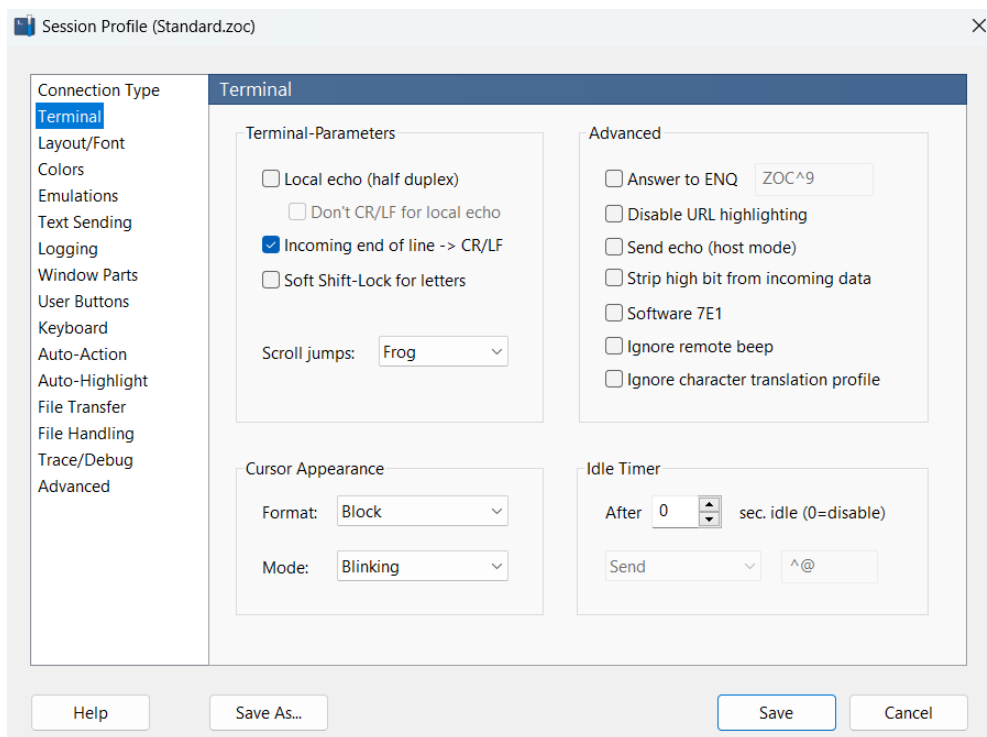 Session Profile (Standard.zoc)
Connection Type
Terminal
Layout/Font
Colors
Emulations
Text Sending
Logging
Window Parts
User Buttons
Keyboard
Auto-Action
Auto-Highlight
File Transfer
File Handling
Trace/Debug
Advanced
Terminal
Terminal-Parameters
Local echo (half duplex)
Don't CR/LF for local echo
Incoming end of line -> CR/LF
Soft Shift-Lock for letters
Scroll jumps: Frog
Advanced
Answer to ENQ ZOC^9
Disable URL highlighting
Send echo (host mode)
Strip high bit from incoming data
Software 7E1
Ignore remote beep
Ignore character translation profile
Cursor Appearance
Format: Block
Mode: Blinking
Idle Timer
After 0 sec. idle (0=disable)
Send ^@
Help Save As... Save Cancel